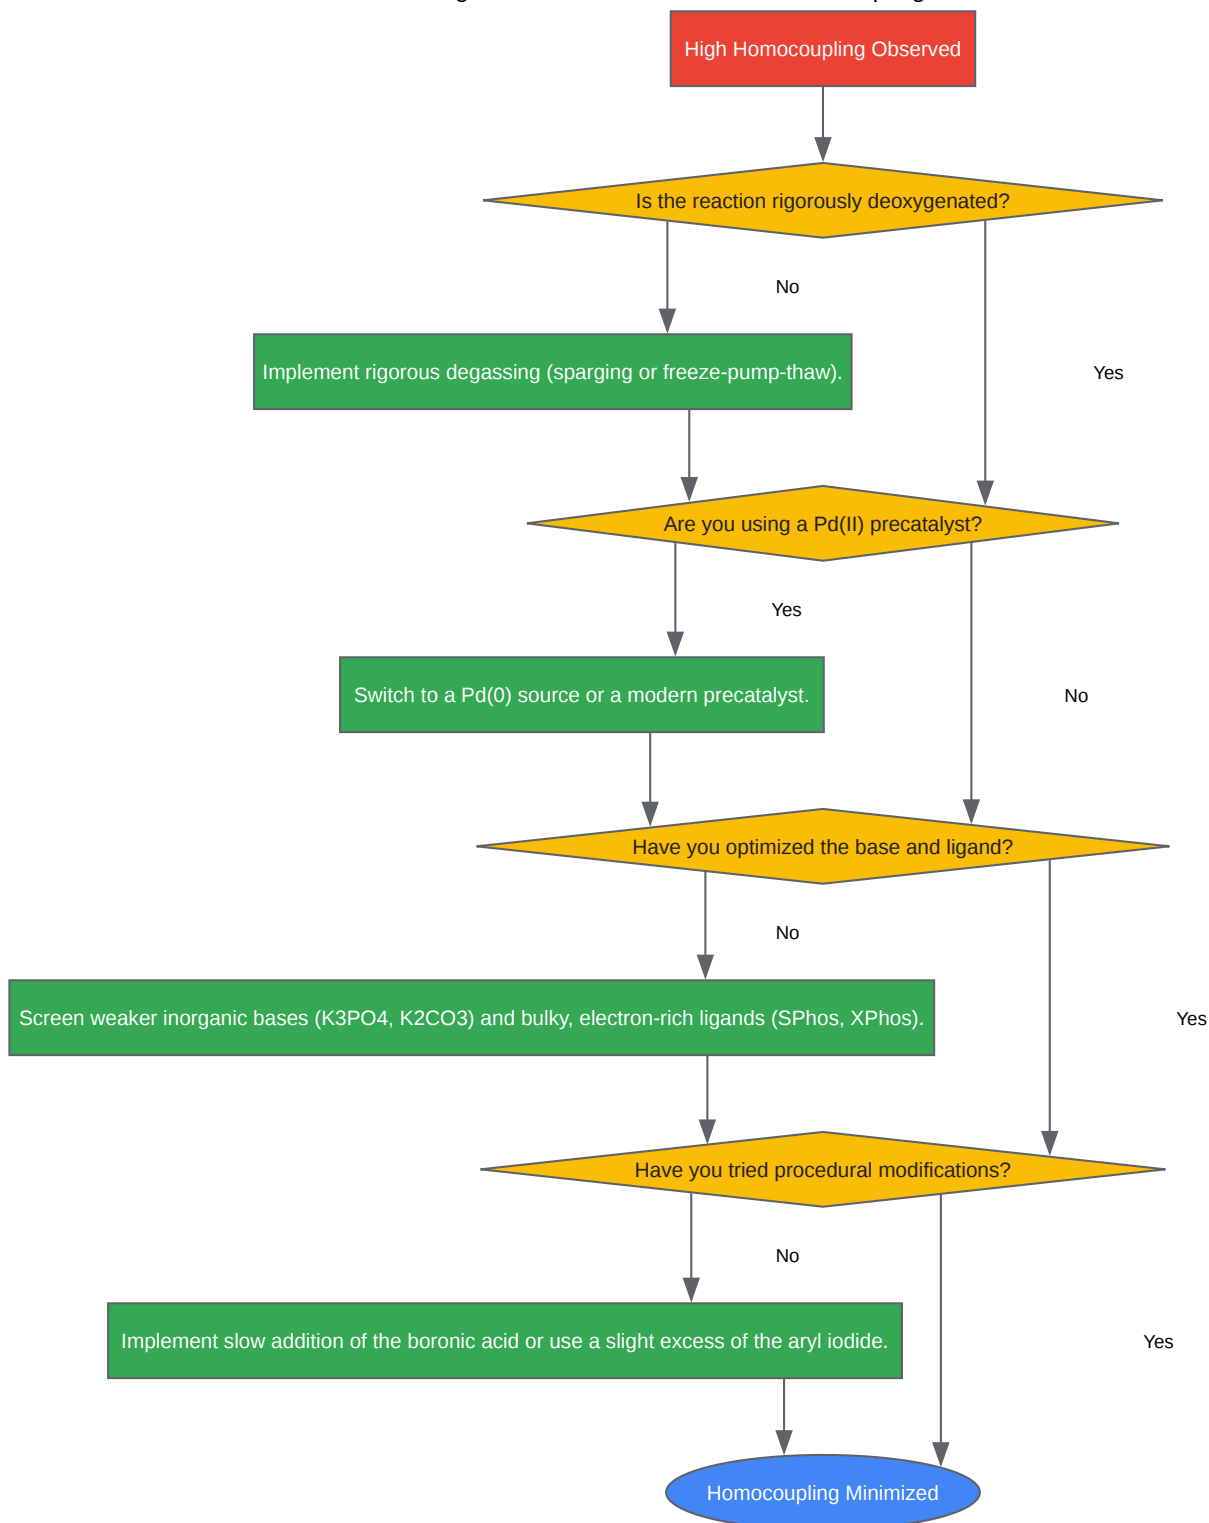 High Homocoupling Observed
Is the reaction rigorously deoxygenated?
No
Implement rigorous degassing (sparging or freeze-pump-thaw).
Yes
Are you using a Pd(II) precatalyst?
Yes
Switch to a Pd(0) source or a modern precatalyst.
No
Have you optimized the base and ligand?
No
Screen weaker inorganic bases (K3PO4, K2CO3) and bulky, electron-rich ligands (SPhos, XPhos).
Yes
Have you tried procedural modifications?
No
Implement slow addition of the boronic acid or use a slight excess of the aryl iodide.
Yes
Homocoupling Minimized